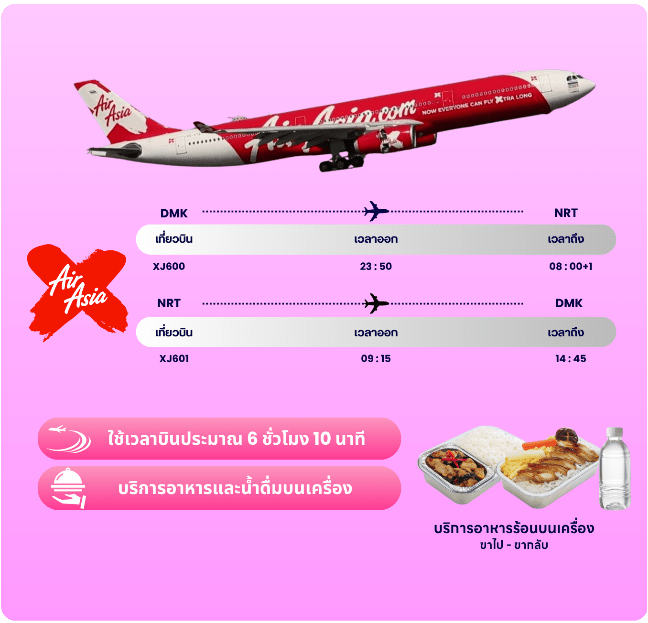 Air
Asia
AirAsia.com
NOW EVERYONE CAN FLY XTRA LONG
DMK
NRT
เที่ยวบิน เวลาออก เวลาถึง
XJ600 23 : 50 08 : 00+1
Air
Asia
NRT
DMK
เที่ยวบิน เวลาออก เวลาถึง
XJ601 09 : 15 14 : 45
ใช้เวลาบินประมาณ 6 ชั่วโมง 10 นาที
บริการอาหารและน้ำดื่มบนเครื่อง
บริการอาหารร้อนบนเครื่อง
ขาไป - ขากลับ